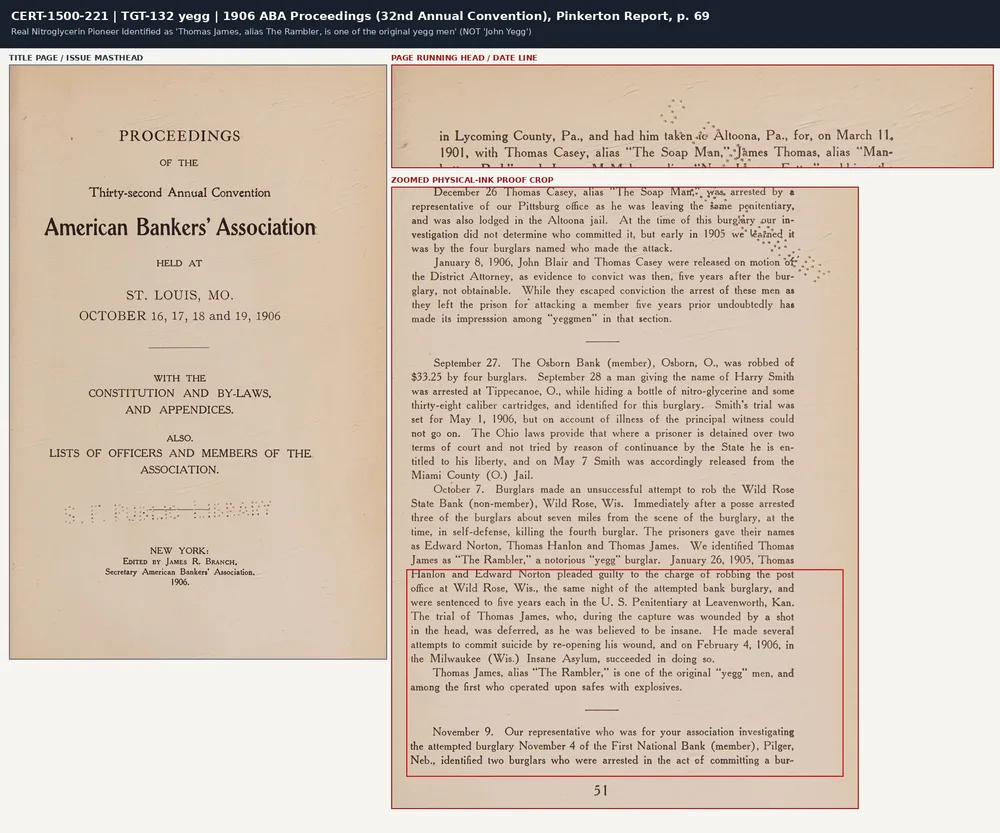 CERT-1500-221 | TGT-132 yegg | 1906 ABA Proceedings (32nd Annual Convention), Pinkerton Report, p. 69
Real Nitroglycerin Pioneer Identified as 'Thomas James, alias The Rambler, is one of the original yegg men' (NOT 'John Yegg')
TITLE PAGE / ISSUE MASTHEAD
PROCEEDINGS
OF THE
Thirty-second Annual Convention
American Bankers' Association
HELD AT
ST. LOUIS, MO.
OCTOBER 16, 17, 18 and 19, 1906
WITH THE
CONSTITUTION AND BY-LAWS,
AND APPENDICES.
ALSO.
LISTS OF OFFICERS AND MEMBERS OF THE
ASSOCIATION.
S. F. PUBLIC LIBRARY
NEW YORK:
EDITED BY JAMES R. BRANCH,
Secretary American Bankers' Association.
1906.
PAGE RUNNING HEAD / DATE LINE
in Lycoming County, Pa., and had him taken to Altoona, Pa., for, on March 11,
1901, with Thomas Casey, alias "The Soap Man," James Thomas, alias "Man-
ZOOMED PHYSICAL-INK PROOF CROP
December 26 Thomas Casey, alias "The Soap Man," was arrested by a
representative of our Pittsburg office as he was leaving the same penitentiary,
and was also lodged in the Altoona jail. At the time of this burglary our in-
vestigation did not determine who committed it, but early in 1905 we learned it
was by the four burglars named who made the attack.
January 8, 1906, John Blair and Thomas Casey were released on motion of
the District Attorney, as evidence to convict was then, five years after the bur-
glary, not obtainable. While they escaped conviction the arrest of these men as
they left the prison for attacking a member five years prior undoubtedly has
made its impresssion among "yeggmen" in that section.
September 27. The Osborn Bank (member), Osborn, O., was robbed of
$33.25 by four burglars. September 28 a man giving the name of Harry Smith
was arrested at Tippecanoe, O., while hiding a bottle of nitro-glycerine and some
thirty-eight caliber cartridges, and identified for this burglary. Smith's trial was
set for May 1, 1906, but on account of illness of the principal witness could
not go on. The Ohio laws provide that where a prisoner is detained over two
terms of court and not tried by reason of continuance by the State he is en-
titled to his liberty, and on May 7 Smith was accordingly released from the
Miami County (O.) Jail.
October 7. Burglars made an unsuccessful attempt to rob the Wild Rose
State Bank (non-member), Wild Rose, Wis. Immediately after a posse arrested
three of the burglars about seven miles from the scene of the burglary, at the
time, in self-defense, killing the fourth burglar. The prisoners gave their names
as Edward Norton, Thomas Hanlon and Thomas James. We identified Thomas
James as "The Rambler," a notorious "yegg" burglar. January 26, 1905, Thomas
Hanlon and Edward Norton pleaded guilty to the charge of robbing the post
office at Wild Rose, Wis., the same night of the attempted bank burglary, and
were sentenced to five years each in the U. S. Penitentiary at Leavenworth, Kan.
The trial of Thomas James, who, during the capture was wounded by a shot
in the head, was deferred, as he was believed to be insane. He made several
attempts to commit suicide by re-opening his wound, and on February 4, 1906, in
the Milwaukee (Wis.) Insane Asylum, succeeded in doing so.
Thomas James, alias "The Rambler," is one of the original "yegg" men, and
among the first who operated upon safes with explosives.
November 9. Our representative who was for your association investigating
the attempted burglary November 4 of the First National Bank (member), Pilger,
Neb., identified two burglars who were arrested in the act of committing a bur-
51